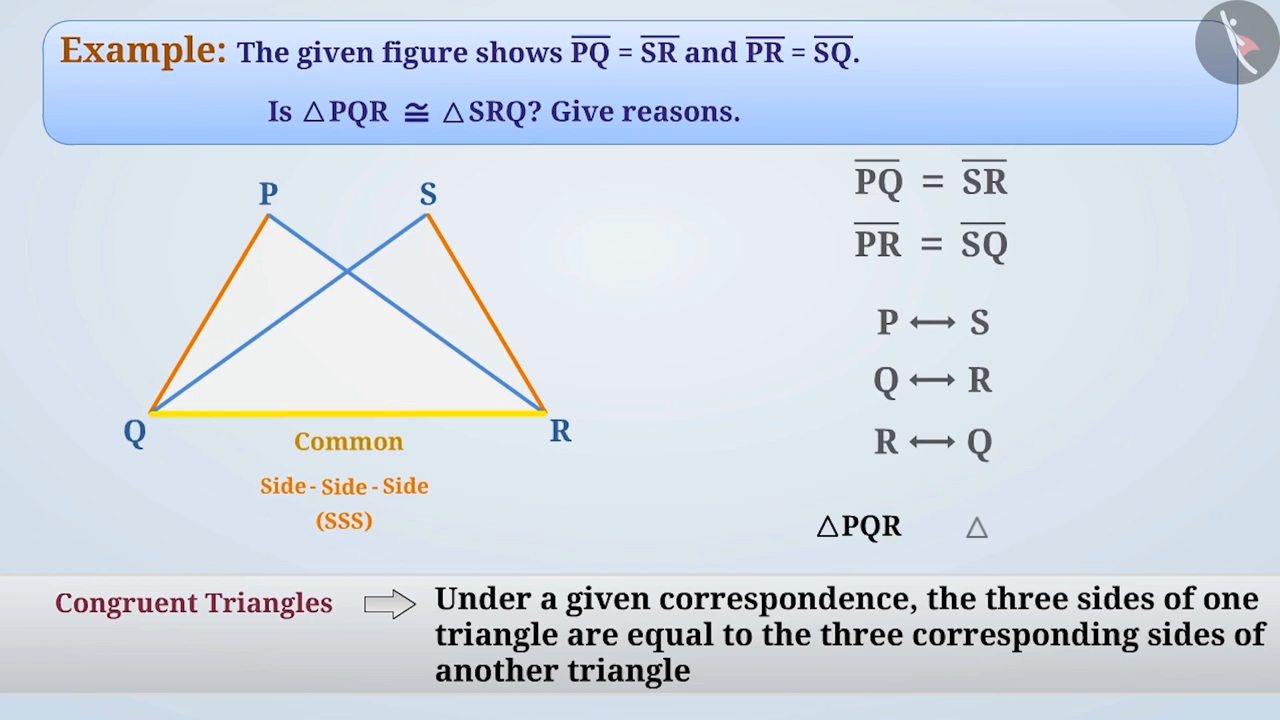 Example: The given figure shows PQ = SR and PR = SQ.
Is △PQR ≅ △SRQ? Give reasons.
P
S
Q
R
Common
Side - Side - Side
(SSS)
PQ = SR
PR = SQ
P ⟷ S
Q ⟷ R
R ⟷ Q
△PQR △
Congruent Triangles ⇨ Under a given correspondence, the three sides of one
triangle are equal to the three corresponding sides of
another triangle